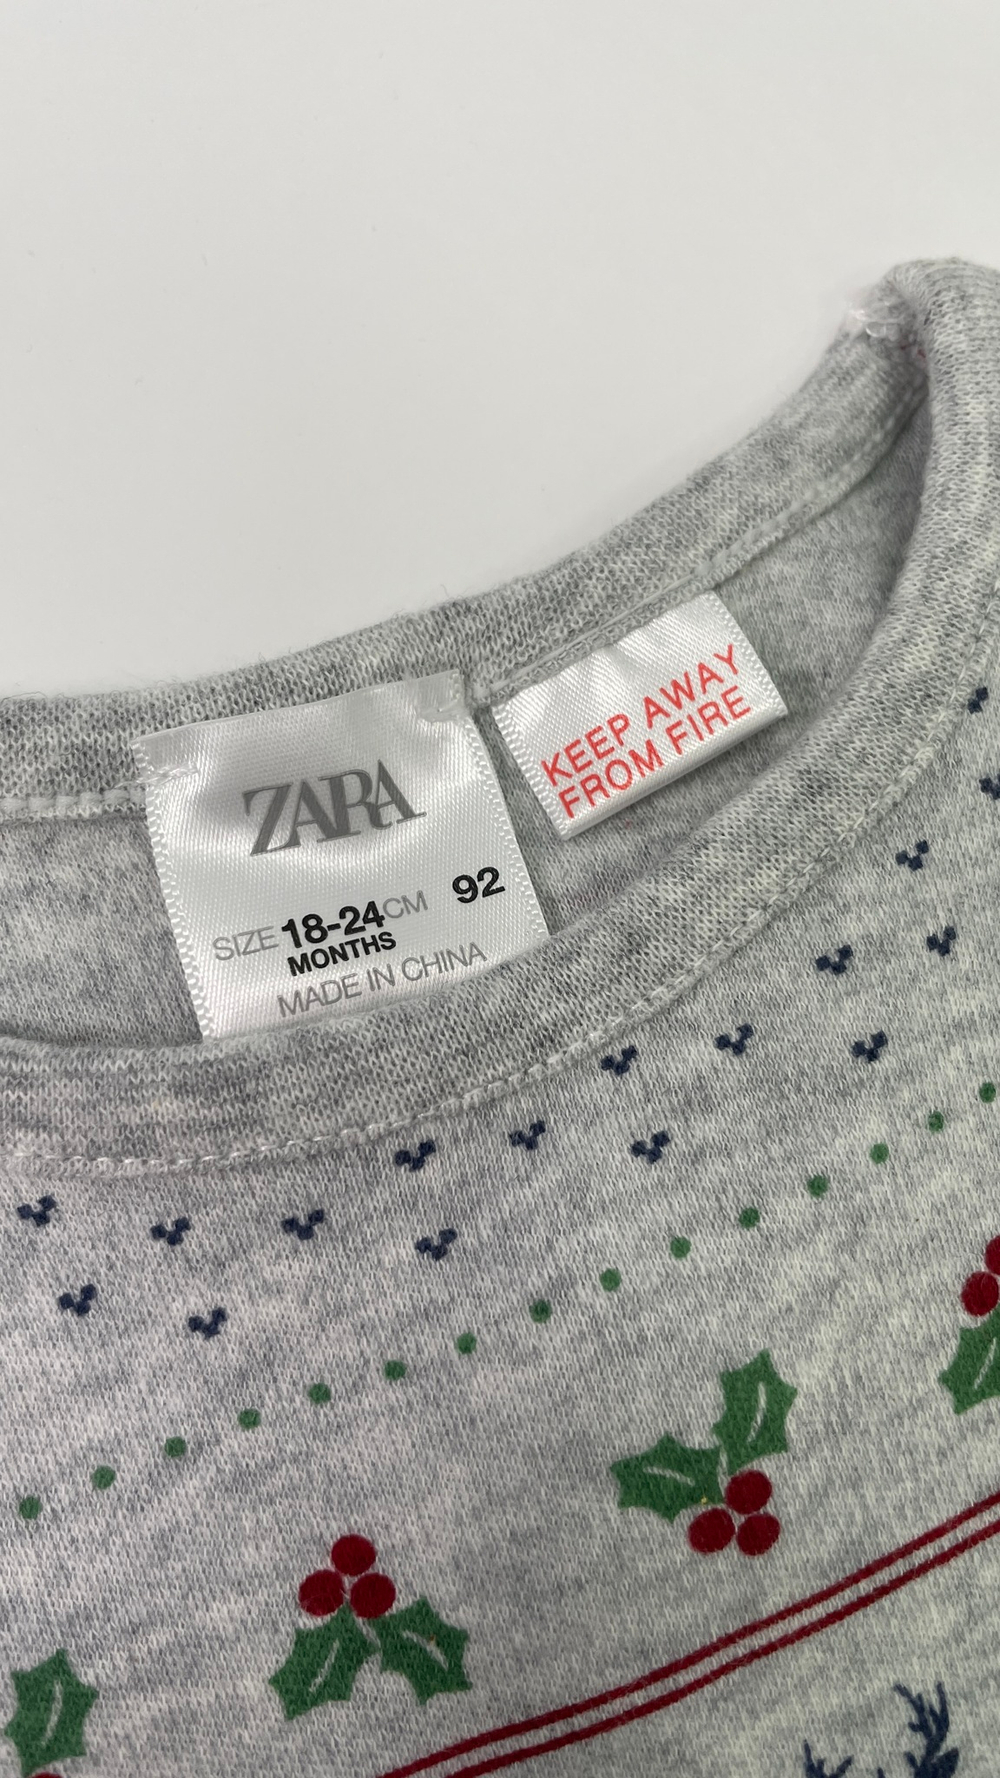 ZARA
SIZE 18-24 CM 92
MONTHS
MADE IN CHINA
KEEP AWAY
FROM FIRE